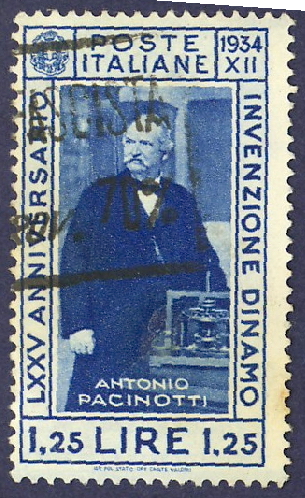 POSTE
ITALIANE
1934
XII
LXXV ANNIVERSARIO
INVENZIONE DINAMO
ANTONIO
PACINOTTI
1,25 LIRE 1,25
IST. POL. STATO OFF. CARTE VALORI